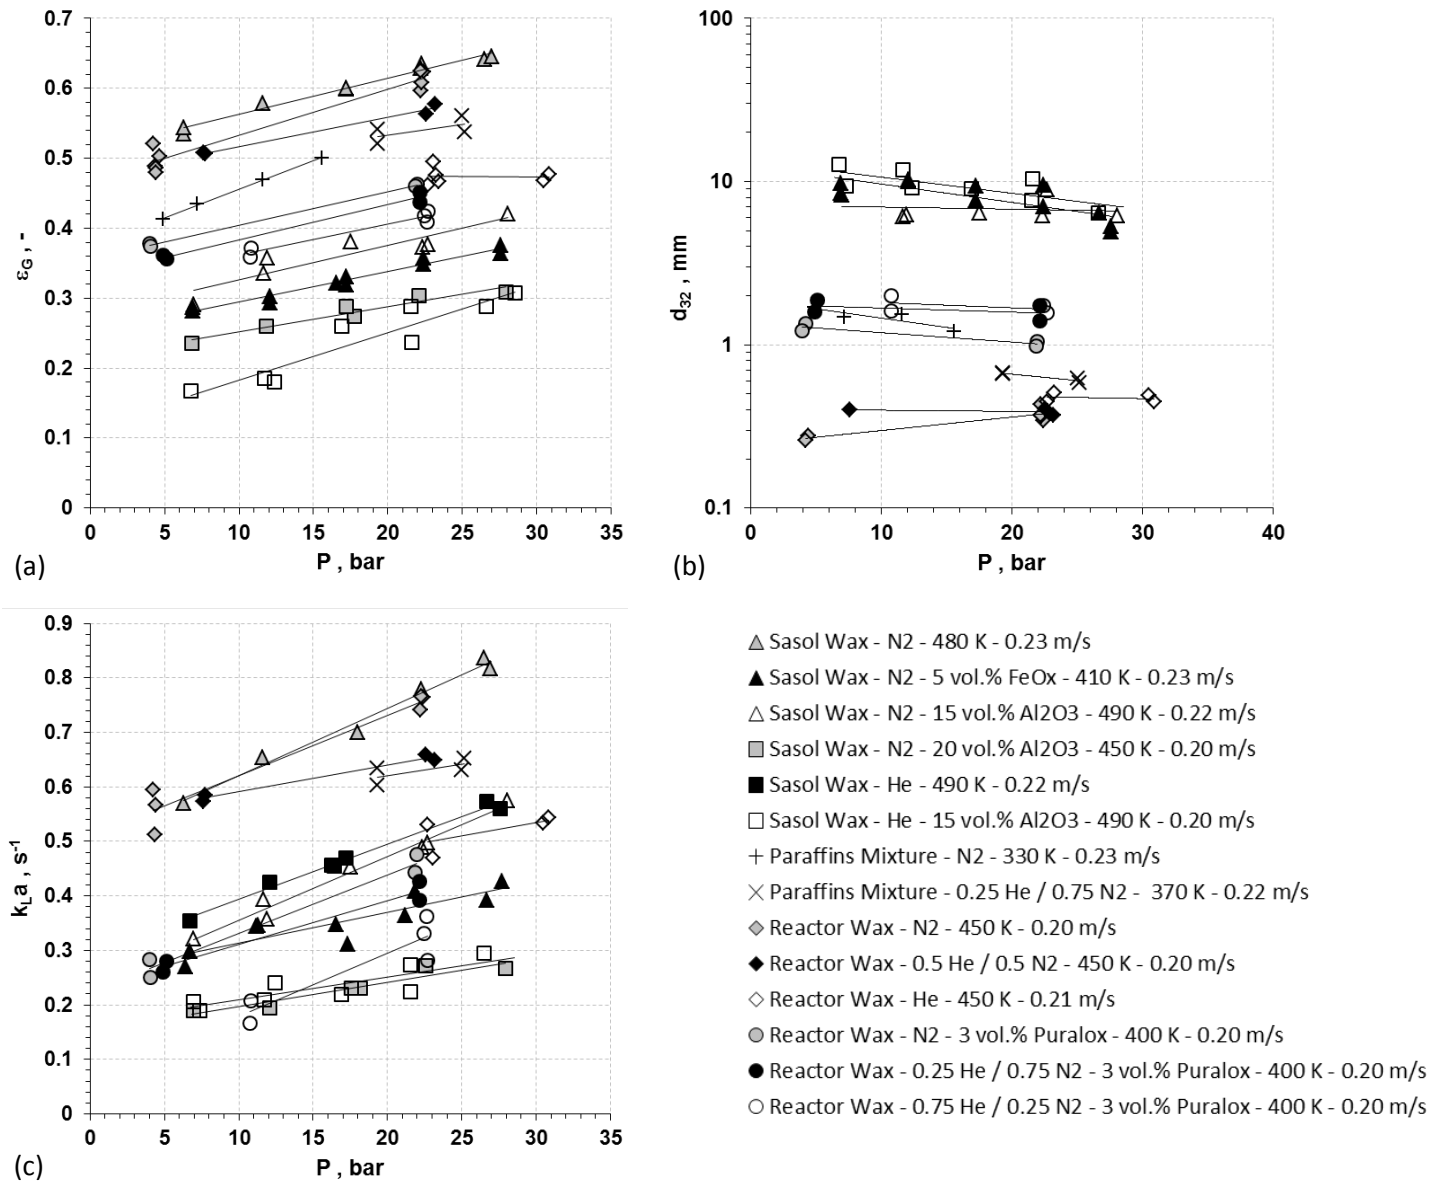 0.7
0.6
0.5
0.4
0.3
0.2
0.1
0
εG , -
0 5 10 15 20 25 30 35
P , bar
(a)
100
10
1
0.1
d32 , mm
0 10 20 30 40
P , bar
(b)
0.9
0.8
0.7
0.6
0.5
0.4
0.3
0.2
0.1
0
kLa , s-1
0 5 10 15 20 25 30 35
P , bar
(c)
Sasol Wax - N2 - 480 K - 0.23 m/s
Sasol Wax - N2 - 5 vol.% FeOx - 410 K - 0.23 m/s
Sasol Wax - N2 - 15 vol.% Al2O3 - 490 K - 0.22 m/s
Sasol Wax - N2 - 20 vol.% Al2O3 - 450 K - 0.20 m/s
Sasol Wax - He - 490 K - 0.22 m/s
Sasol Wax - He - 15 vol.% Al2O3 - 490 K - 0.20 m/s
Paraffins Mixture - N2 - 330 K - 0.23 m/s
Paraffins Mixture - 0.25 He / 0.75 N2 - 370 K - 0.22 m/s
Reactor Wax - N2 - 450 K - 0.20 m/s
Reactor Wax - 0.5 He / 0.5 N2 - 450 K - 0.20 m/s
Reactor Wax - He - 450 K - 0.21 m/s
Reactor Wax - N2 - 3 vol.% Puralox - 400 K - 0.20 m/s
Reactor Wax - 0.25 He / 0.75 N2 - 3 vol.% Puralox - 400 K - 0.20 m/s
Reactor Wax - 0.75 He / 0.25 N2 - 3 vol.% Puralox - 400 K - 0.20 m/s